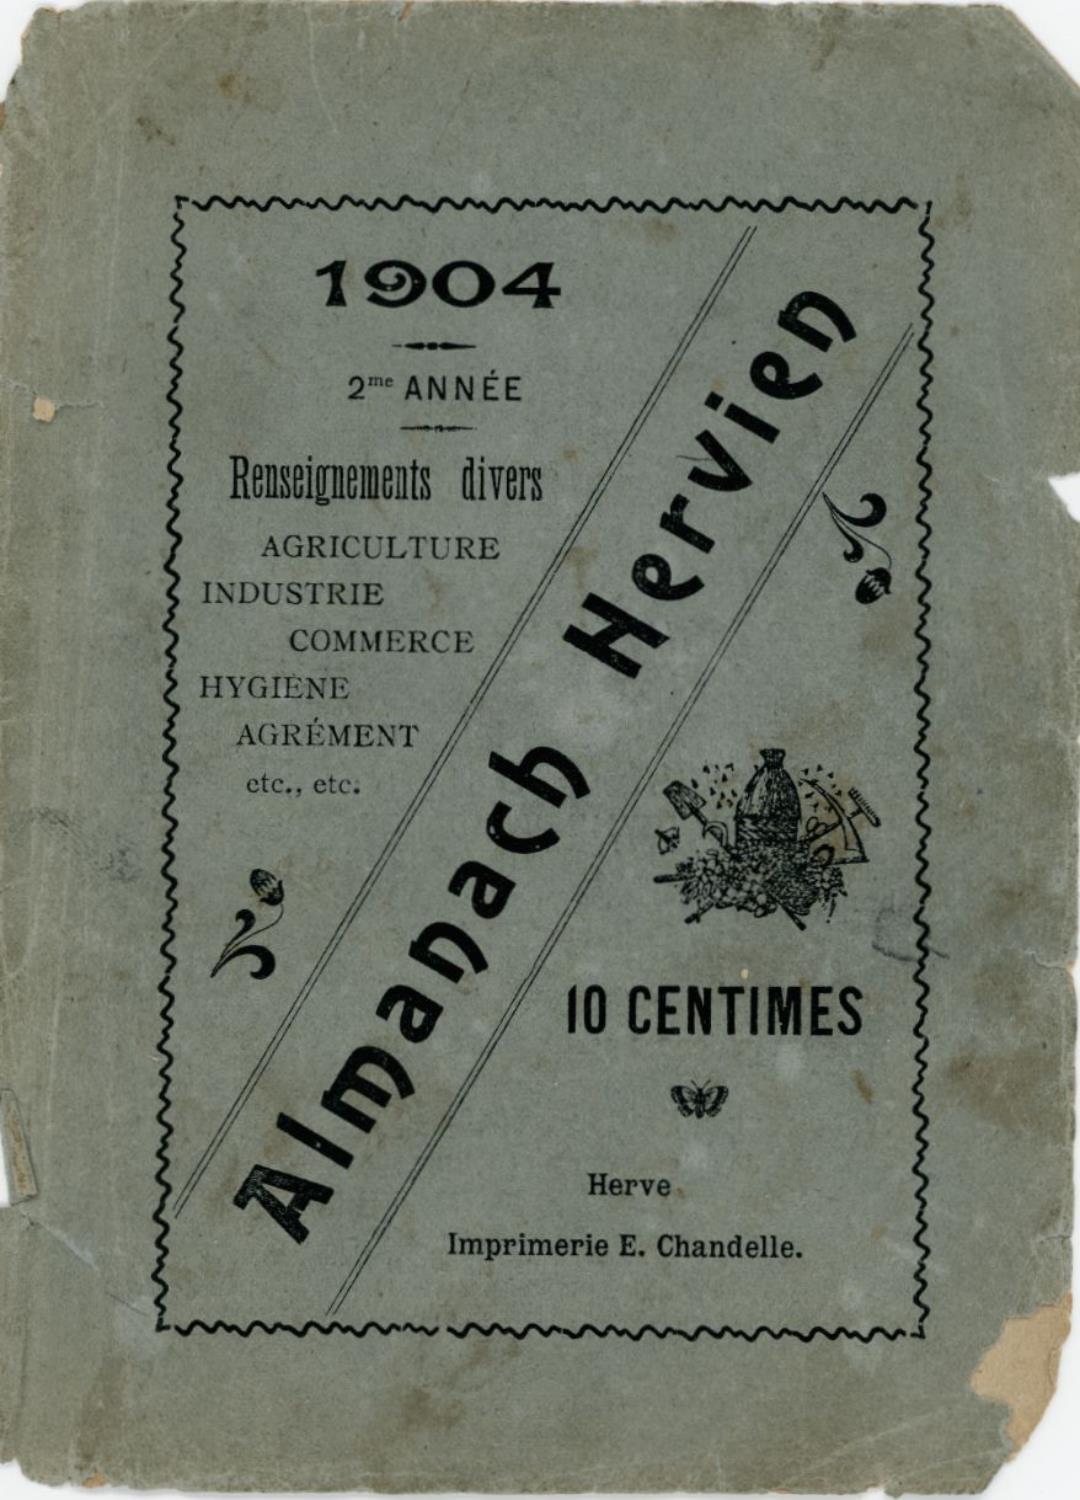 1904
2me ANNÉE
Renseignements divers
AGRICULTURE
INDUSTRIE
COMMERCE
HYGIÈNE
AGRÉMENT
etc., etc.
Almanach Hervien
10 CENTIMES
Herve
Imprimerie E. Chandelle.